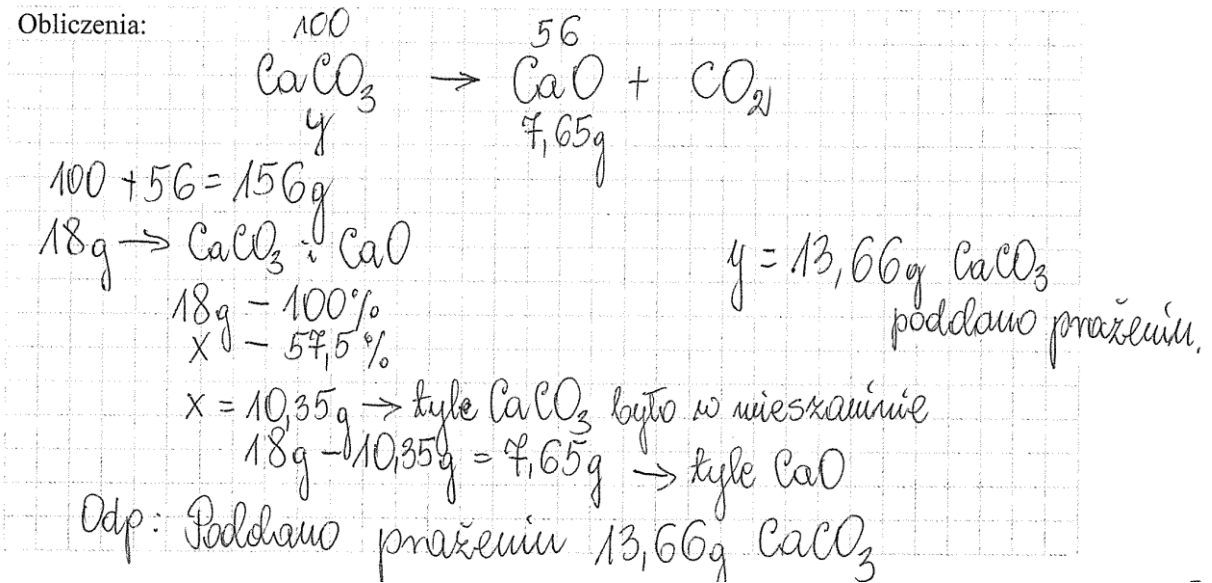 Obliczenia:
100 56
CaCO₃ → CaO + CO₂
y 7,65g
100 + 56 = 156g
18g → CaCO₃ i CaO
18g – 100%
x – 57,5%
y = 13,66g CaCO₃
poddano prażeniu.
x = 10,35g → tyle CaCO₃ było w mieszaninie
18g – 10,35g = 7,65g → tyle CaO
Odp: Poddano prażeniu 13,66g CaCO₃